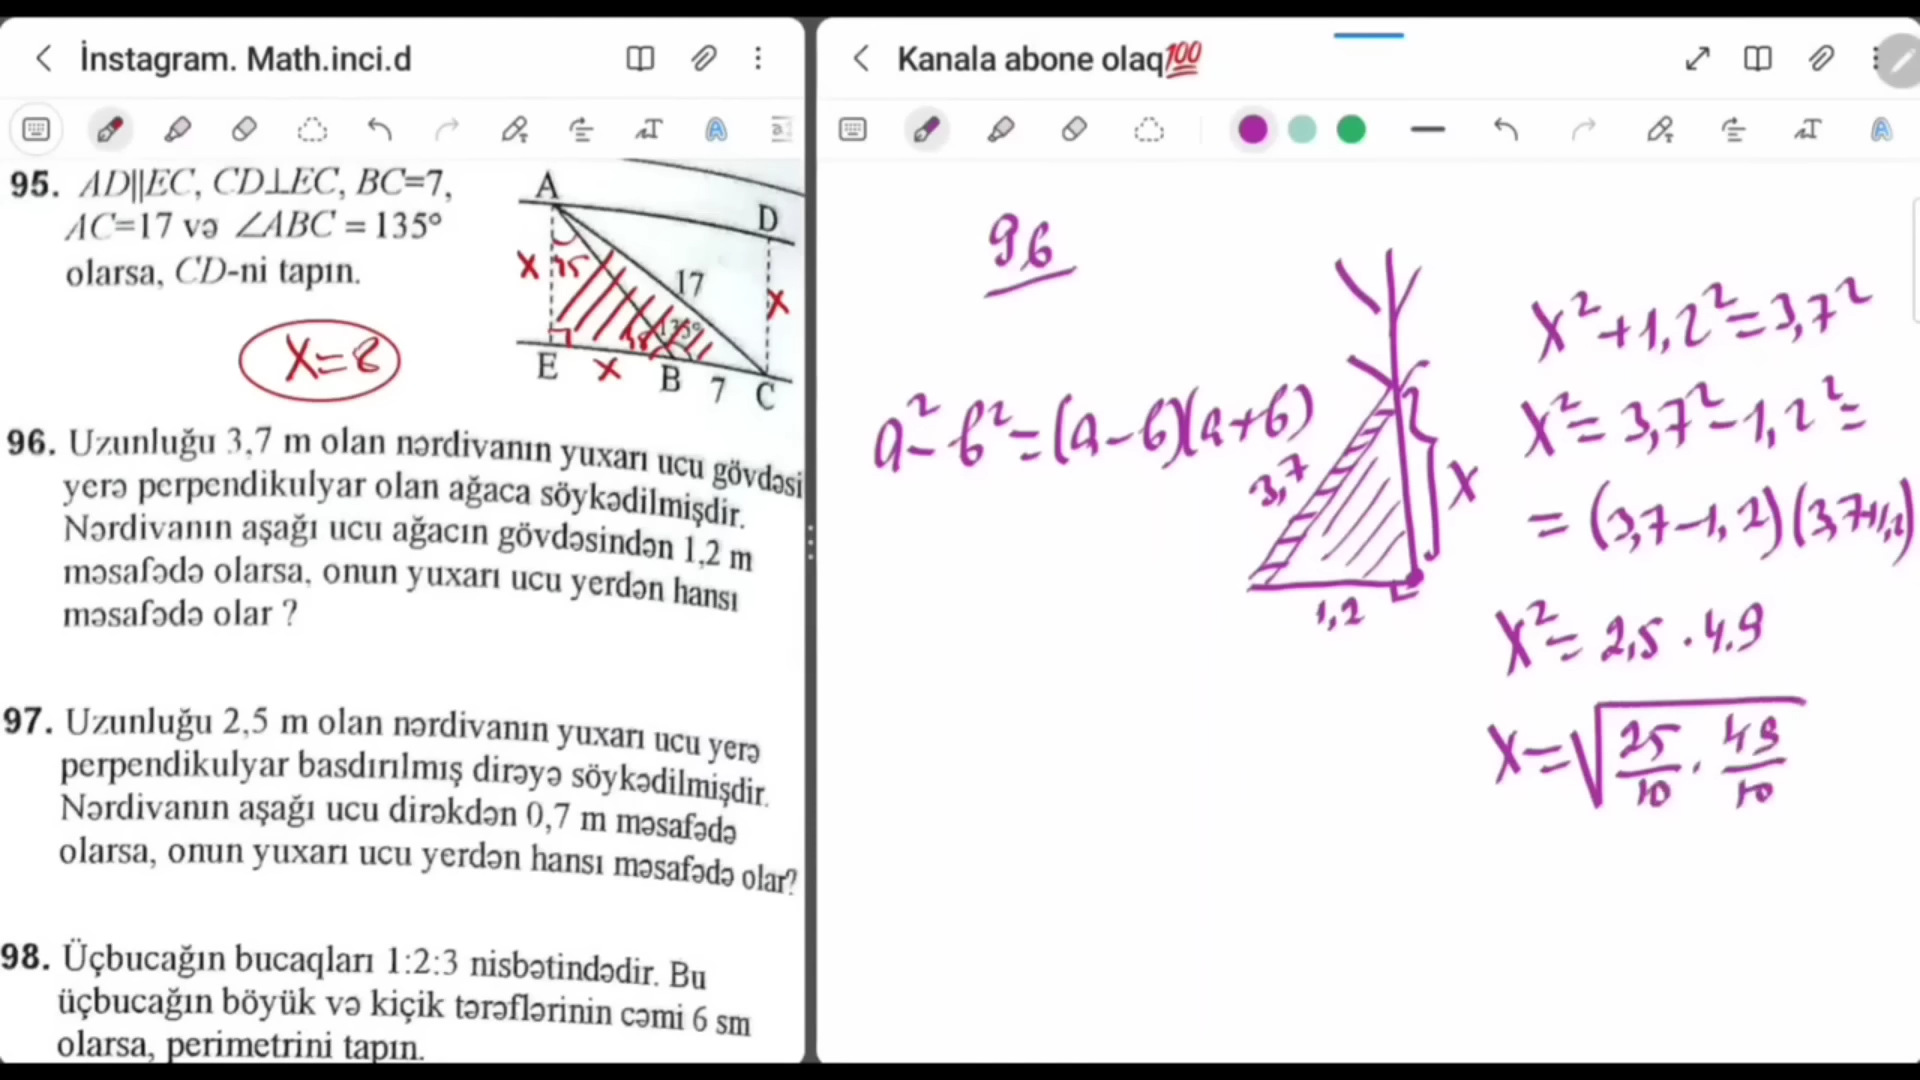 İnstagram. Math.inci.d
95. AD||EC, CD⊥EC, BC=7,
AC=17 və ∠ABC = 135°
olarsa, CD-ni tapın.
x=8
A
D
x
45
17
x
45
135°
E
x
B
7
C
96. Uzunluğu 3,7 m olan nərdivanın yuxarı ucu gövdəsi
yerə perpendikulyar olan ağaca söykədilmişdir.
Nərdivanın aşağı ucu ağacın gövdəsindən 1,2 m
məsafədə olarsa, onun yuxarı ucu yerdən hansı
məsafədə olar ?
97. Uzunluğu 2,5 m olan nərdivanın yuxarı ucu yerə
perpendikulyar basdırılmış dirəyə söykədilmişdir.
Nərdivanın aşağı ucu dirəkdən 0,7 m məsafədə
olarsa, onun yuxarı ucu yerdən hansı məsafədə olar?
98. Üçbucağın bucaqları 1:2:3 nisbətindədir. Bu
üçbucağın böyük və kiçik tərəflərinin cəmi 6 sm
olarsa, perimetrini tapın.
Kanala abone olaq💯
96
a²-b²=(a-b)(a+b)
3,7
x
1,2
x²+1,2²=3,7²
x²=3,7²-1,2²=
=(3,7-1,2)(3,7+1,2)
x²=2,5·4.9
x=√25/10·49/10